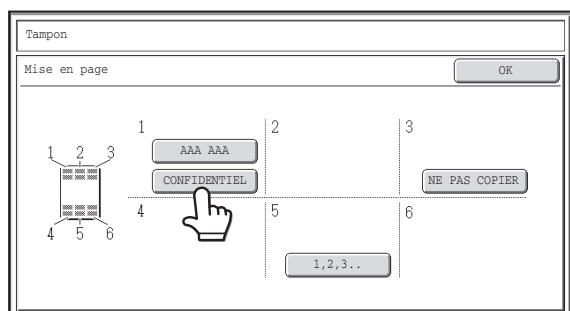 Tampon
Mise en page OK
1 2 3
AAA AAA
1 2 3
CONFIDENTIEL NE PAS COPIER
4 5 6
4 5 6
1,2,3..